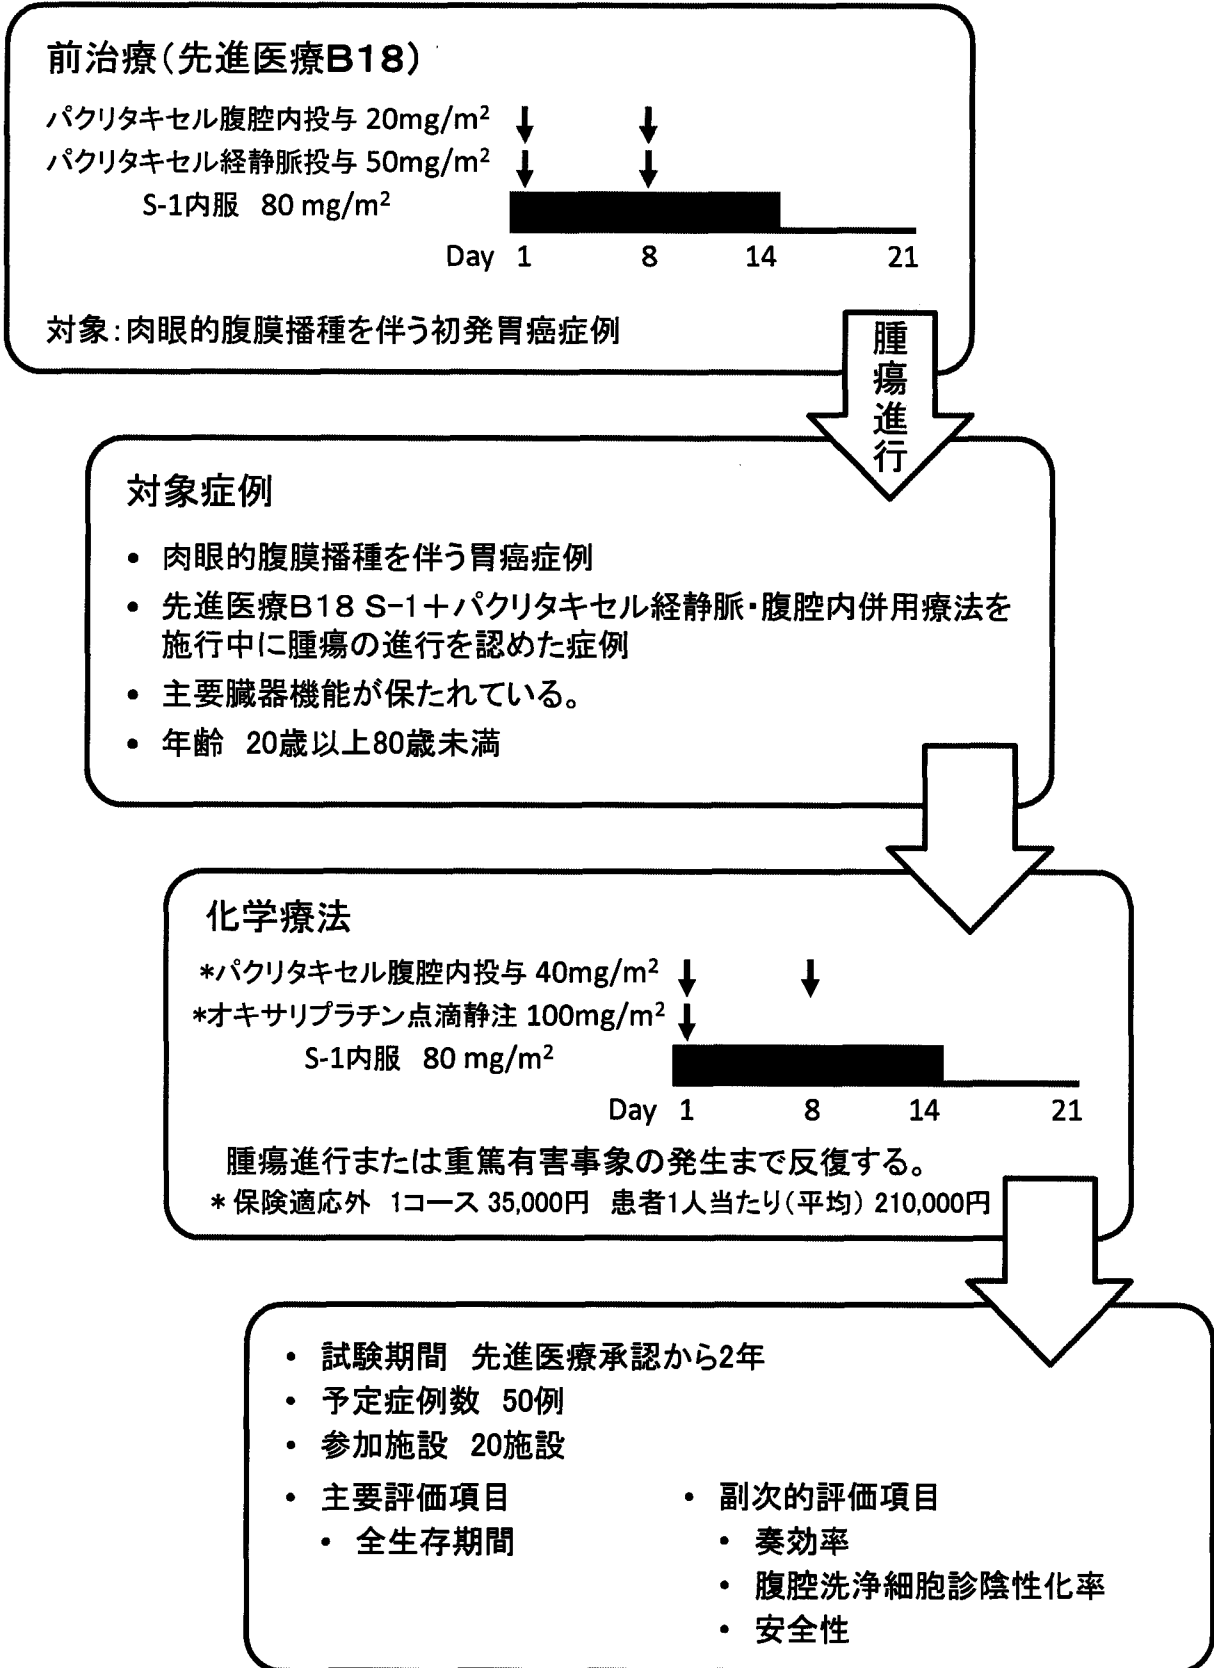 前治療(先進医療B18)
パクリタキセル腹腔内投与 20mg/m²
パクリタキセル経静脈投与 50mg/m²
S-1内服 80 mg/m²
Day 1 8 14 21
対象:肉眼的腹膜播種を伴う初発胃癌症例
腫瘍進行
対象症例
• 肉眼的腹膜播種を伴う胃癌症例
• 先進医療B18 S-1+パクリタキセル経静脈・腹腔内併用療法を
施行中に腫瘍の進行を認めた症例
• 主要臓器機能が保たれている。
• 年齢 20歳以上80歳未満
化学療法
*パクリタキセル腹腔内投与 40mg/m²
*オキサリプラチン点滴静注 100mg/m²
S-1内服 80 mg/m²
Day 1 8 14 21
腫瘍進行または重篤有害事象の発生まで反復する。
*保険適応外 1コース 35,000円 患者1人当たり(平均) 210,000円
• 試験期間 先進医療承認から2年
• 予定症例数 50例
• 参加施設 20施設
• 主要評価項目
• 全生存期間
• 副次的評価項目
• 奏効率
• 腹腔洗浄細胞診陰性化率
• 安全性